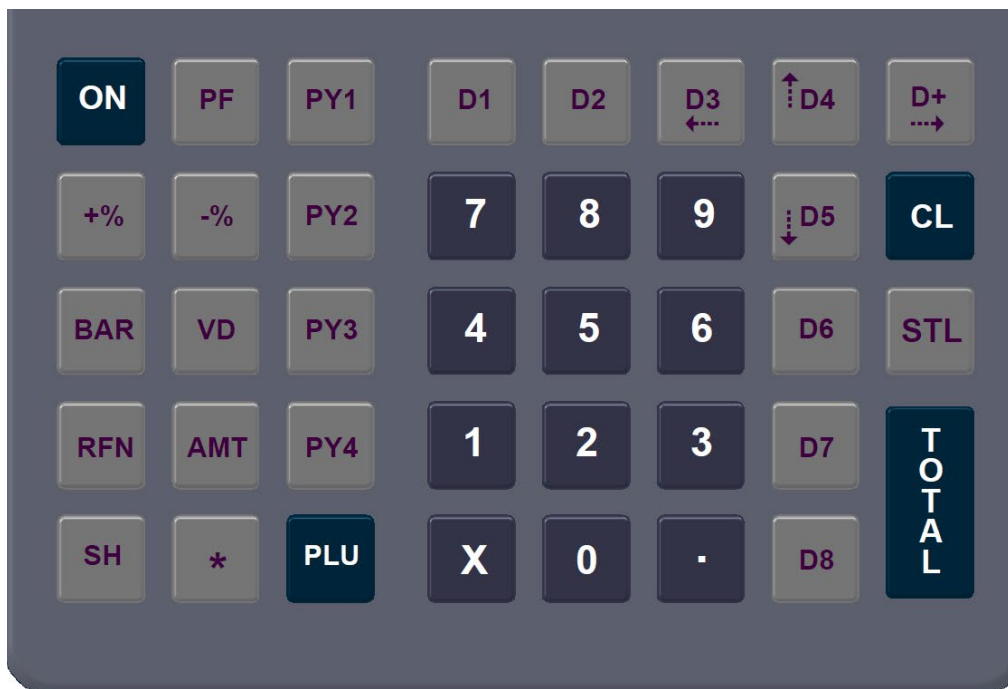 ON PF PY1 D1 D2 D3 D4 D+
+% -% PY2 7 8 9 D5 CL
BAR VD PY3 4 5 6 D6 STL
RFN AMT PY4 1 2 3 D7 TOTAL
SH * PLU X 0 . D8